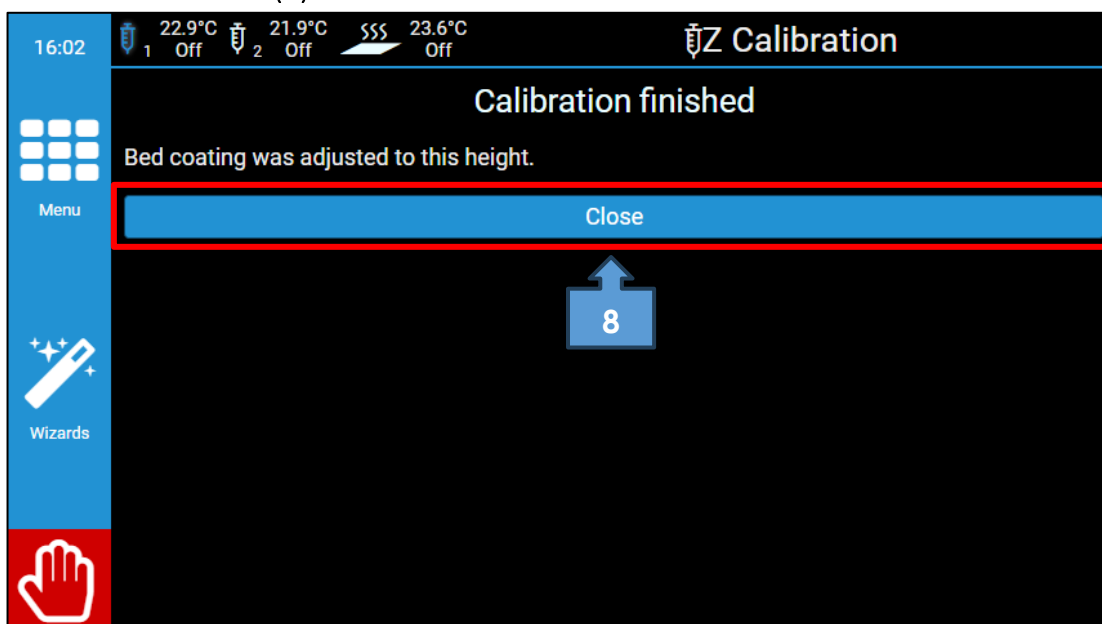 16:02
1 22.9°C Off
2 21.9°C Off
23.6°C Off
Z Calibration
Calibration finished
Bed coating was adjusted to this height.
Menu
Close
8
Wizards